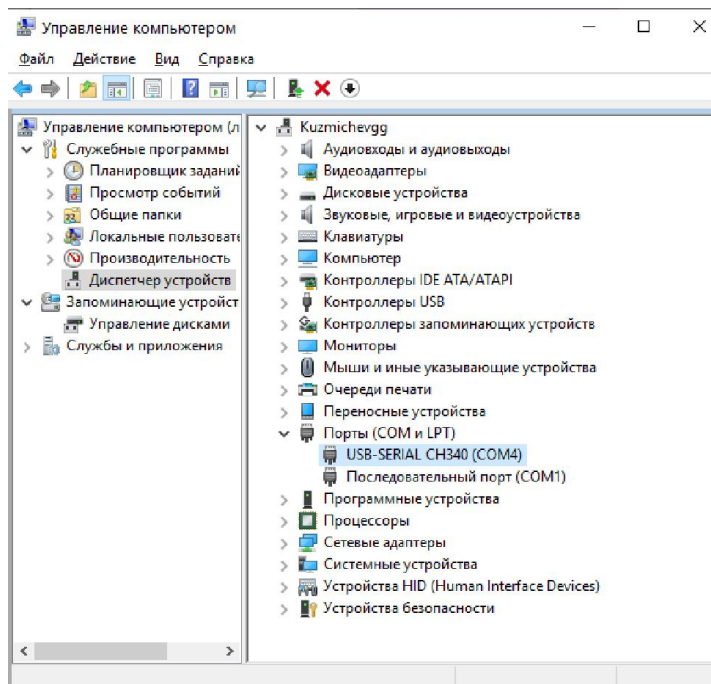 Управление компьютером
Файл Действие Вид Справка
Управление компьютером (л
Служебные программы
Планировщик заданий
Просмотр событий
Общие папки
Локальные пользовате
Производительность
Диспетчер устройств
Запоминающие устройст
Управление дисками
Службы и приложения
Kuzmichevgg
Аудиовходы и аудиовыходы
Видеоадаптеры
Дисковые устройства
Звуковые, игровые и видеоустройства
Клавиатуры
Компьютер
Контроллеры IDE ATA/ATAPI
Контроллеры USB
Контроллеры запоминающих устройств
Мониторы
Мыши и иные указывающие устройства
Очереди печати
Переносные устройства
Порты (COM и LPT)
USB-SERIAL CH340 (COM4)
Последовательный порт (COM1)
Программные устройства
Процессоры
Сетевые адаптеры
Системные устройства
Устройства HID (Human Interface Devices)
Устройства безопасности